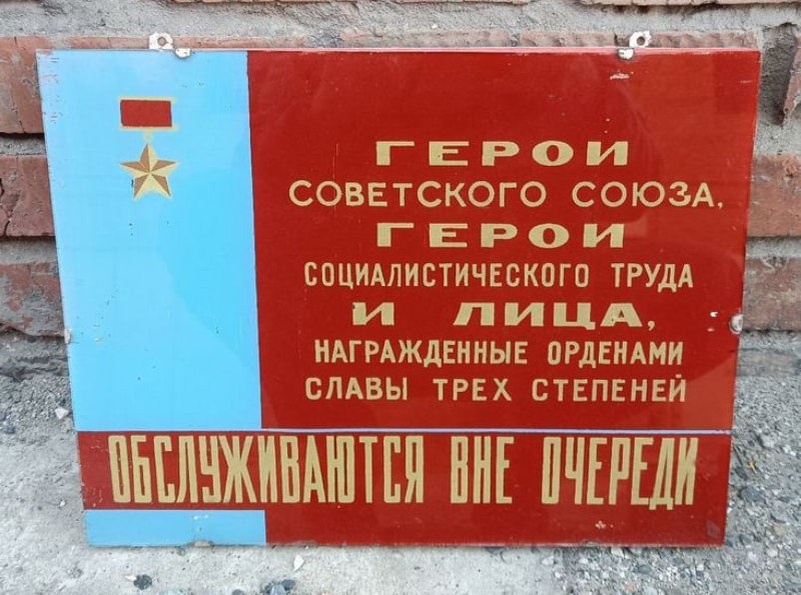 ГЕРОИ
СОВЕТСКОГО СОЮЗА,
ГЕРОИ
СОЦИАЛИСТИЧЕСКОГО ТРУДА
И ЛИЦА,
НАГРАЖДЕННЫЕ ОРДЕНАМИ
СЛАВЫ ТРЕХ СТЕПЕНЕЙ
ОБСЛУЖИВАЮТСЯ ВНЕ ОЧЕРЕДИ